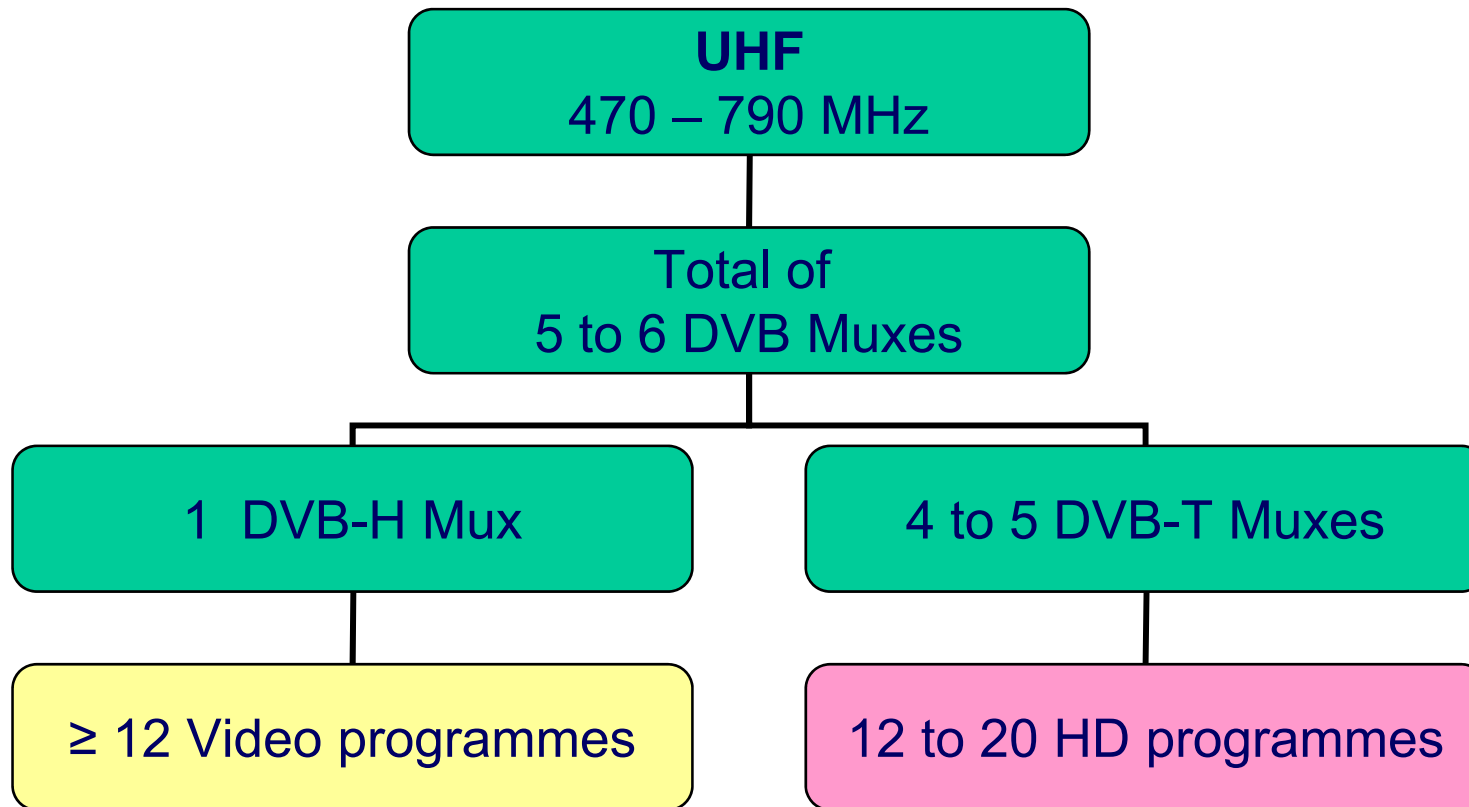 UHF
470 – 790 MHz
Total of
5 to 6 DVB Muxes
1 DVB-H Mux
4 to 5 DVB-T Muxes
≥ 12 Video programmes
12 to 20 HD programmes